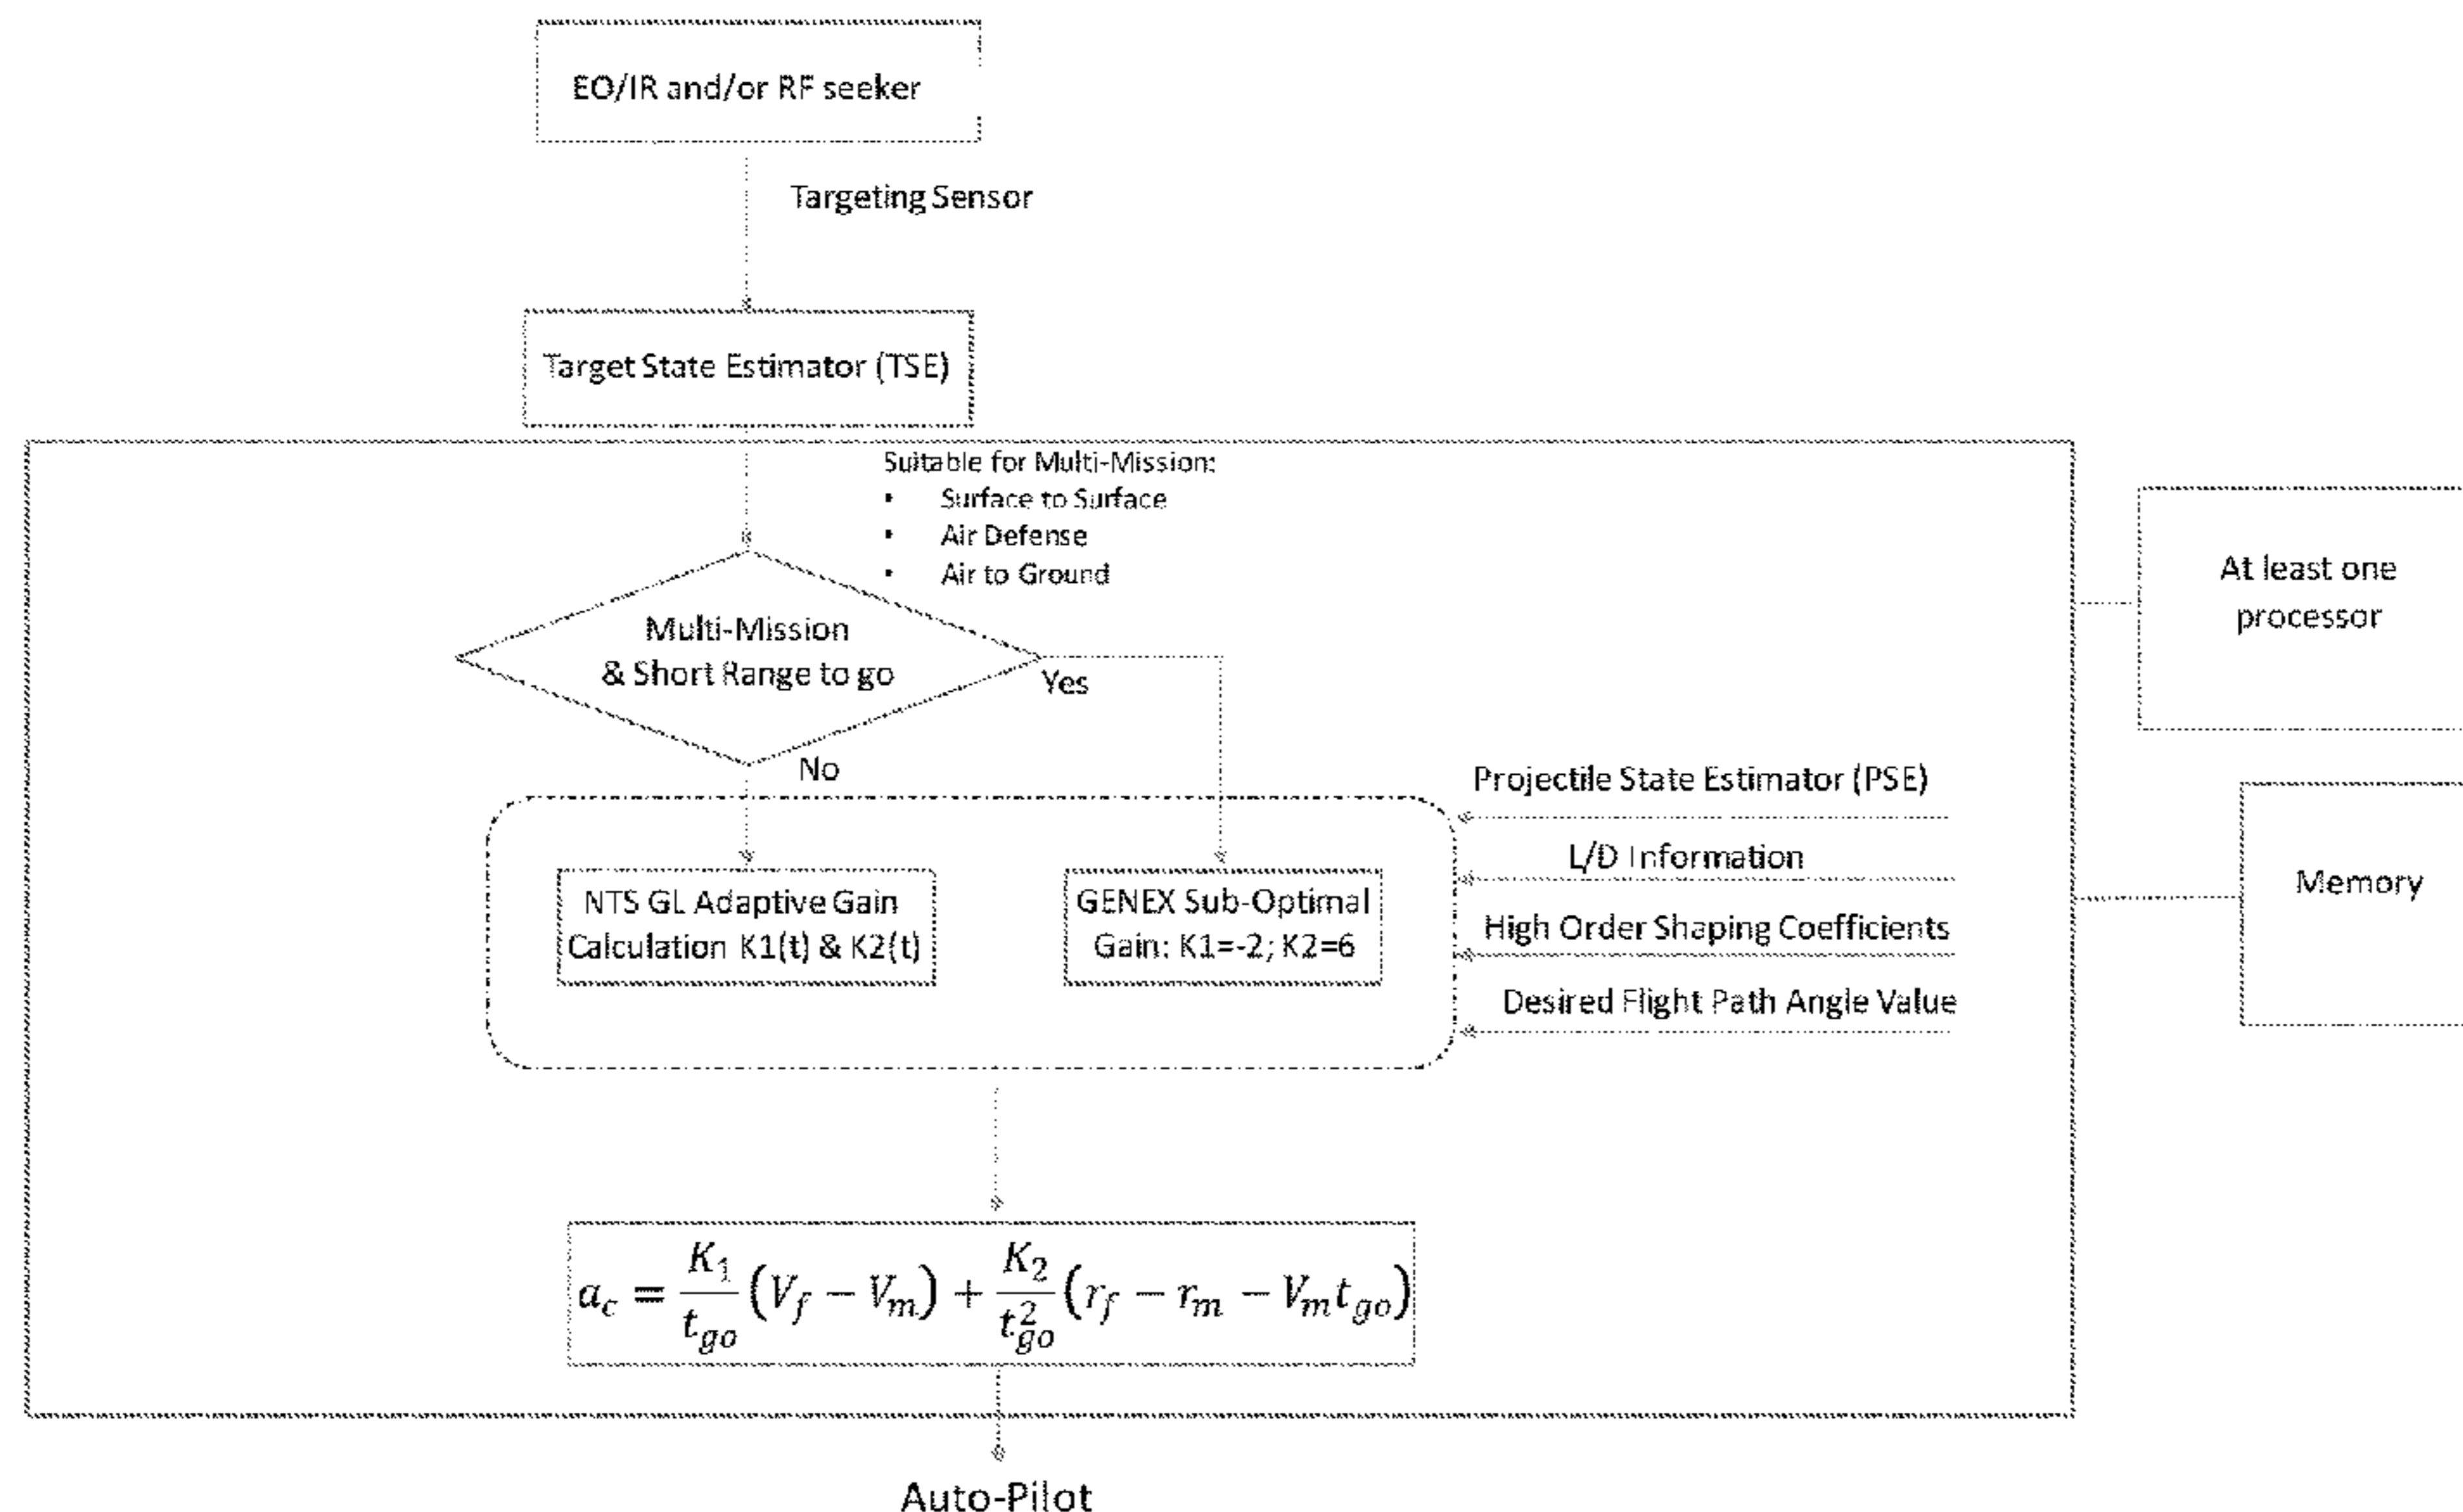 EO/IR and/or RF seeker
Targeting Sensor
Target State Estimator (TSE)
Suitable for Multi-Mission:
• Surface to Surface
• Air Defense
• Air to Ground
Multi-Mission
& Short Range to go
Yes
No
At least one
processor
Projectile State Estimator (PSE)
L/D Information
High Order Shaping Coefficients
Desired Flight Path Angle Value
Memory
NTS GL Adaptive Gain
Calculation K1(t) & K2(t)
GENEX Sub-Optimal
Gain: K1=-2; K2=6
a_c = K_1/t_go (V_f − V_m) + K_2/t_go^2 (r_f − r_m − V_m t_go)
Auto-Pilot